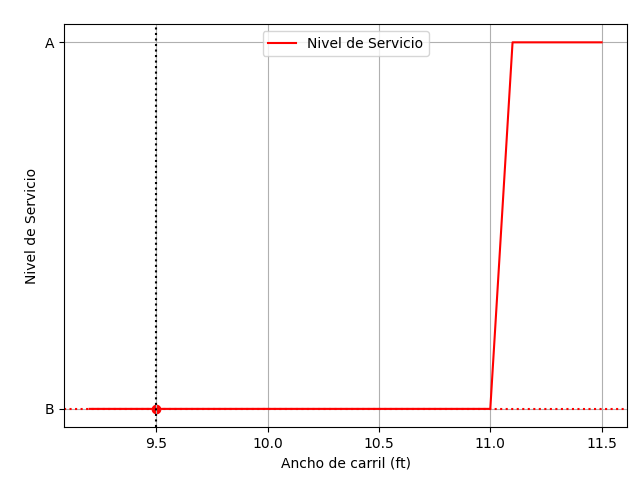 A
Nivel de Servicio
Nivel de Servicio
B
9.5 10.0 10.5 11.0 11.5
Ancho de carril (ft)